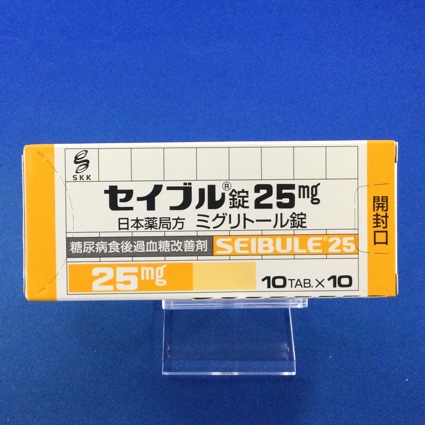 SKK
セイブル®錠25mg
日本薬局方 ミグリトール錠
糖尿病食後過血糖改善剤 SEIBULE® 25
25mg
10TAB.×10
開封口